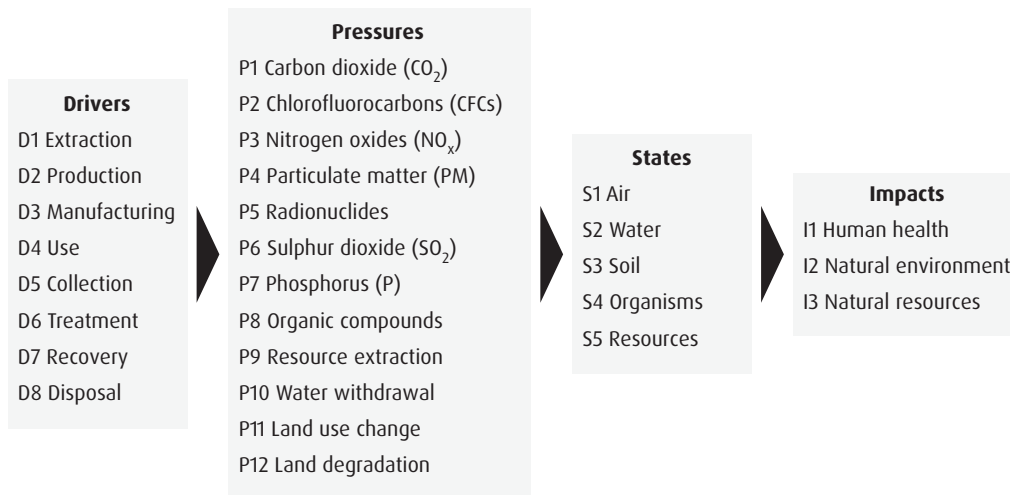 Drivers
D1 Extraction
D2 Production
D3 Manufacturing
D4 Use
D5 Collection
D6 Treatment
D7 Recovery
D8 Disposal
Pressures
P1 Carbon dioxide (CO₂)
P2 Chlorofluorocarbons (CFCs)
P3 Nitrogen oxides (NOₓ)
P4 Particulate matter (PM)
P5 Radionuclides
P6 Sulphur dioxide (SO₂)
P7 Phosphorus (P)
P8 Organic compounds
P9 Resource extraction
P10 Water withdrawal
P11 Land use change
P12 Land degradation
States
S1 Air
S2 Water
S3 Soil
S4 Organisms
S5 Resources
Impacts
I1 Human health
I2 Natural environment
I3 Natural resources